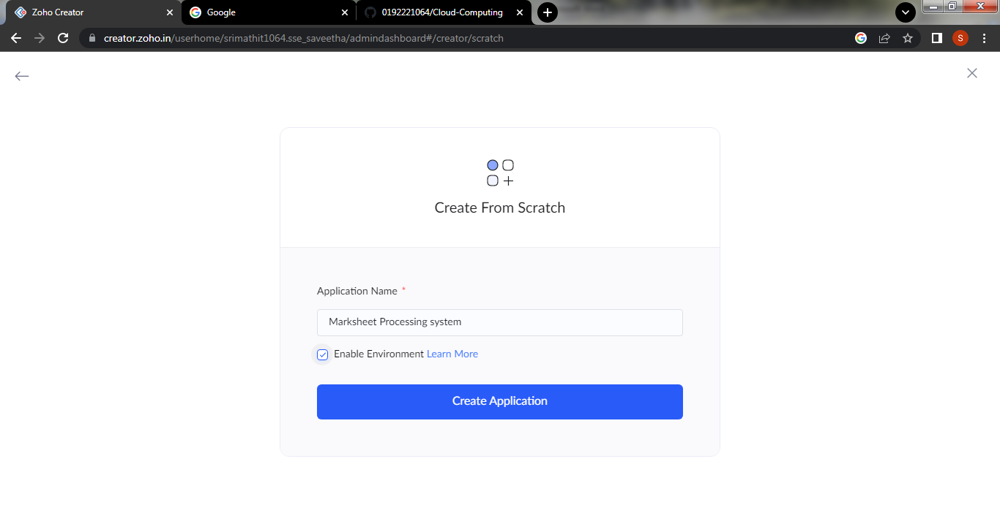 Zoho Creator
Google
0192221064/Cloud-Computing
creator.zoho.in/userhome/srimathit1064.sse_saveetha/admindashboard#/creator/scratch
S
Create From Scratch
Application Name *
Marksheet Processing system
Enable Environment Learn More
Create Application